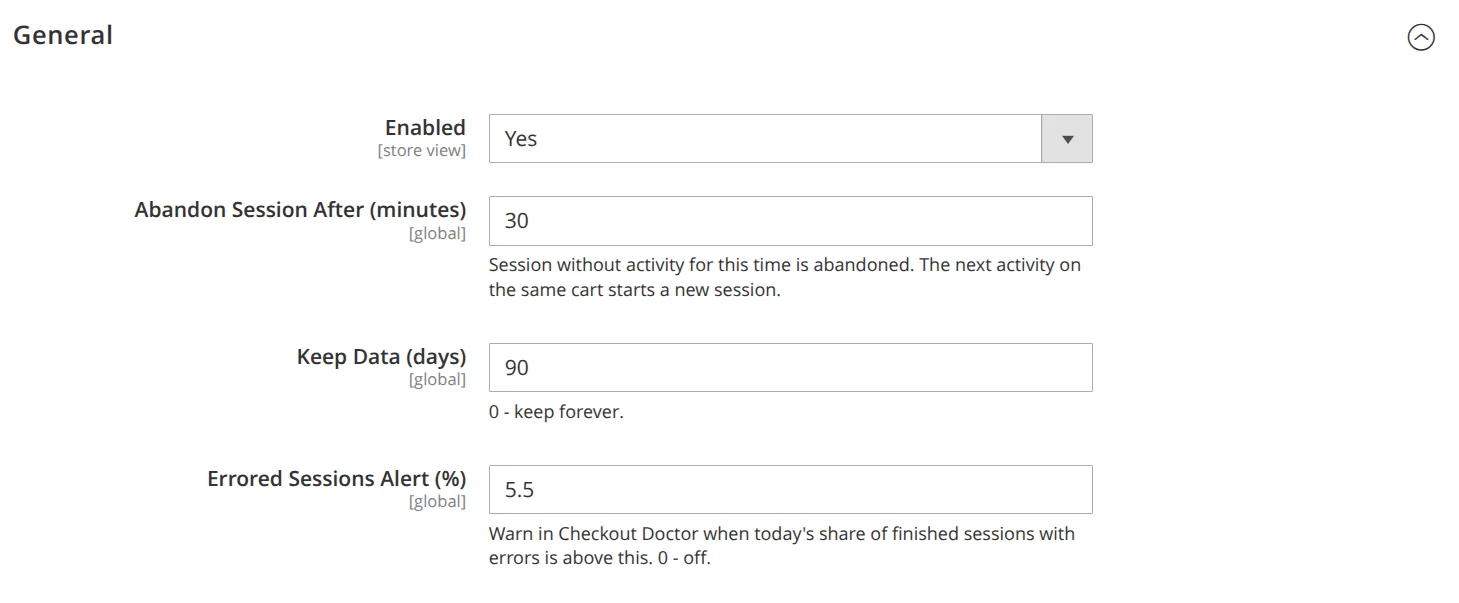 General
Enabled
[store view]
Yes
Abandon Session After (minutes)
[global]
30
Session without activity for this time is abandoned. The next activity on
the same cart starts a new session.
Keep Data (days)
[global]
90
0 - keep forever.
Errored Sessions Alert (%)
[global]
5.5
Warn in Checkout Doctor when today's share of finished sessions with
errors is above this. 0 - off.